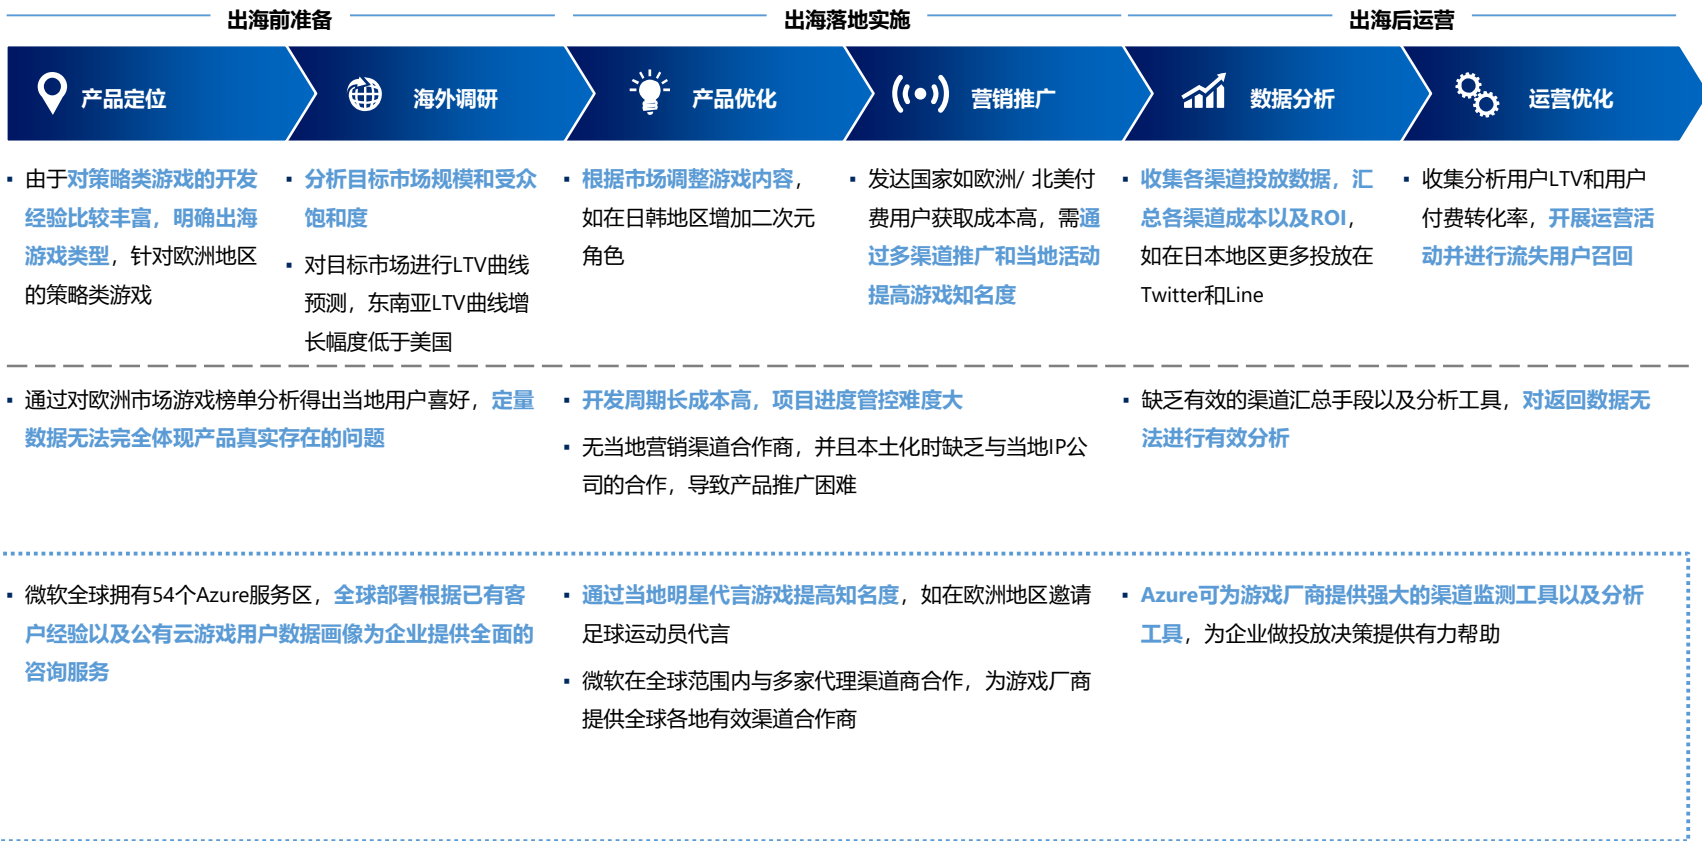 出海前准备
出海落地实施
出海后运营
产品定位
海外调研
产品优化
营销推广
数据分析
运营优化
▪ 由于对策略类游戏的开发
经验比较丰富，明确出海
游戏类型，针对欧洲地区
的策略类游戏
▪ 分析目标市场规模和受众
饱和度
▪ 对目标市场进行LTV曲线
预测，东南亚LTV曲线增
长幅度低于美国
▪ 根据市场调整游戏内容，
如在日韩地区增加二次元
角色
▪ 发达国家如欧洲/ 北美付
费用户获取成本高，需通
过多渠道推广和当地活动
提高游戏知名度
▪ 收集各渠道投放数据，汇
总各渠道成本以及ROI，
如在日本地区更多投放在
Twitter和Line
▪ 收集分析用户LTV和用户
付费转化率，开展运营活
动并进行流失用户召回
▪ 通过对欧洲市场游戏榜单分析得出当地用户喜好，定量
数据无法完全体现产品真实存在的问题
▪ 开发周期长成本高，项目进度管控难度大
▪ 无当地营销渠道合作商，并且本土化时缺乏与当地IP公
司的合作，导致产品推广困难
▪ 缺乏有效的渠道汇总手段以及分析工具，对返回数据无
法进行有效分析
▪ 微软全球拥有54个Azure服务区，全球部署根据已有客
户经验以及公有云游戏用户数据画像为企业提供全面的
咨询服务
▪ 通过当地明星代言游戏提高知名度，如在欧洲地区邀请
足球运动员代言
▪ 微软在全球范围内与多家代理渠道商合作，为游戏厂商
提供全球各地有效渠道合作商
▪ Azure可为游戏厂商提供强大的渠道监测工具以及分析
工具，为企业做投放决策提供有力帮助